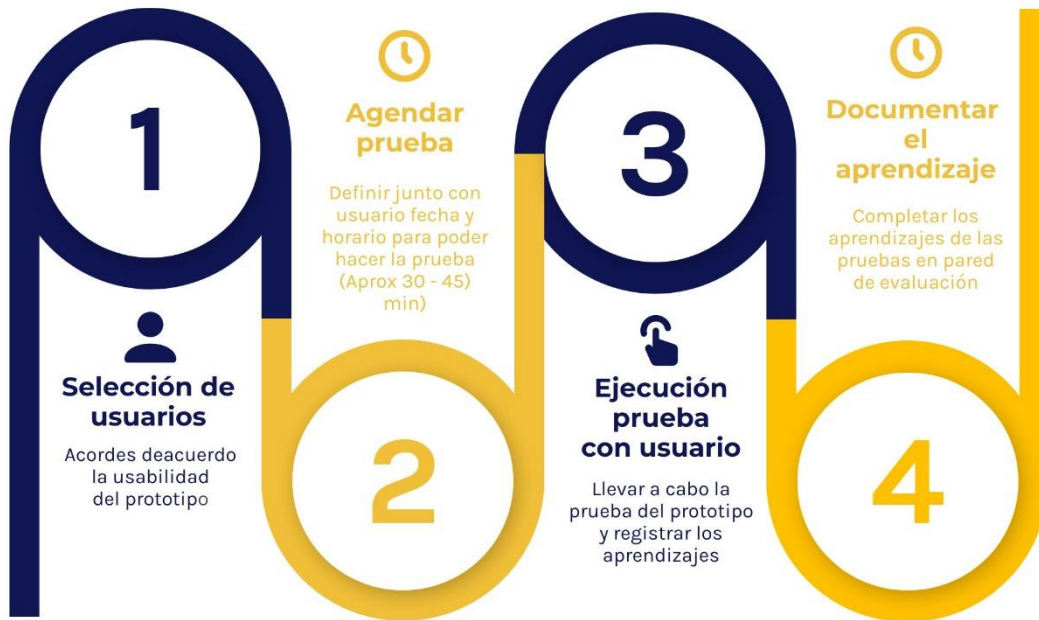 1
Selección de
usuarios
Acordes deacuerdo
la usabilidad
del prototipo
Agendar
prueba
Definir junto con
usuario fecha y
horario para poder
hacer la prueba
(Aprox 30 - 45)
min)
2
3
Ejecución
prueba
con usuario
Llevar a cabo la
prueba del prototipo
y registrar los
aprendizajes
Documentar
el
aprendizaje
Completar los
aprendizajes de las
pruebas en pared
de evaluación
4